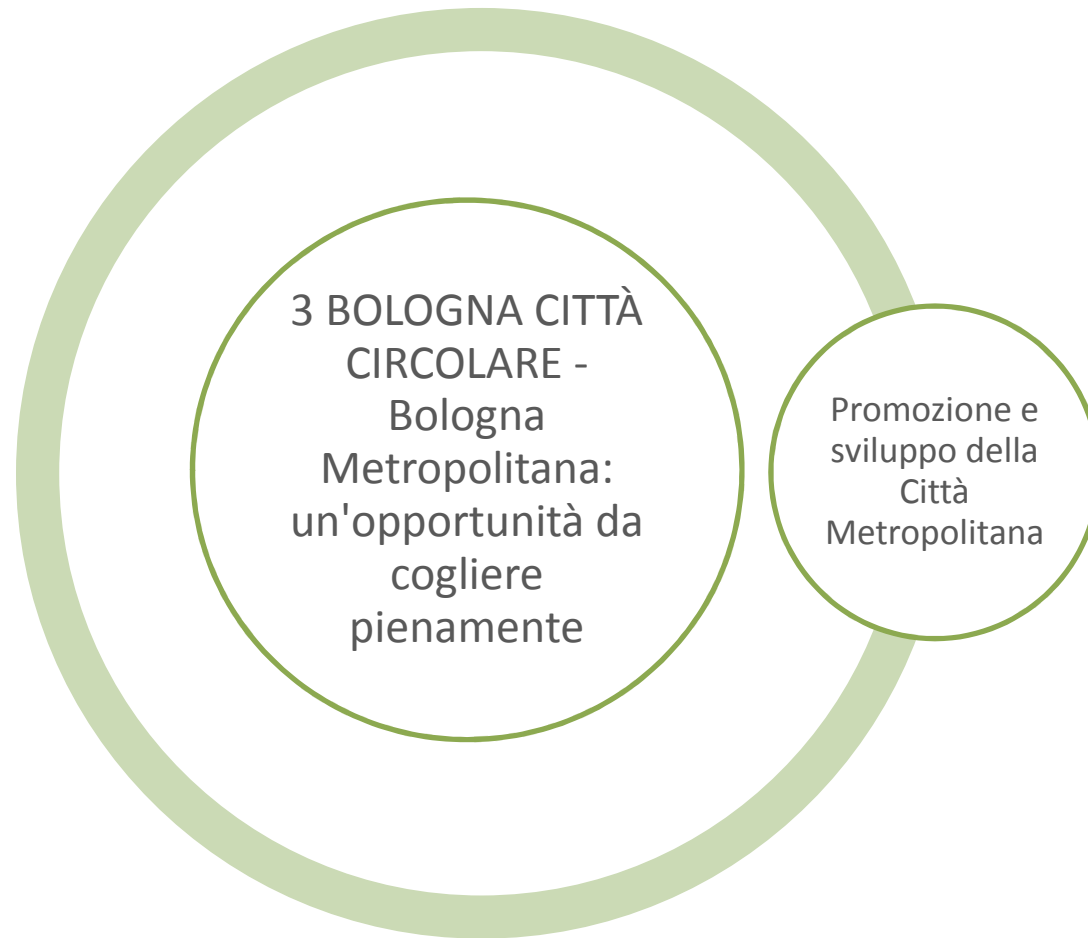 3 BOLOGNA CITTÀ
CIRCOLARE -
Bologna
Metropolitana:
un'opportunità da
cogliere
pienamente
Promozione e
sviluppo della
Città
Metropolitana